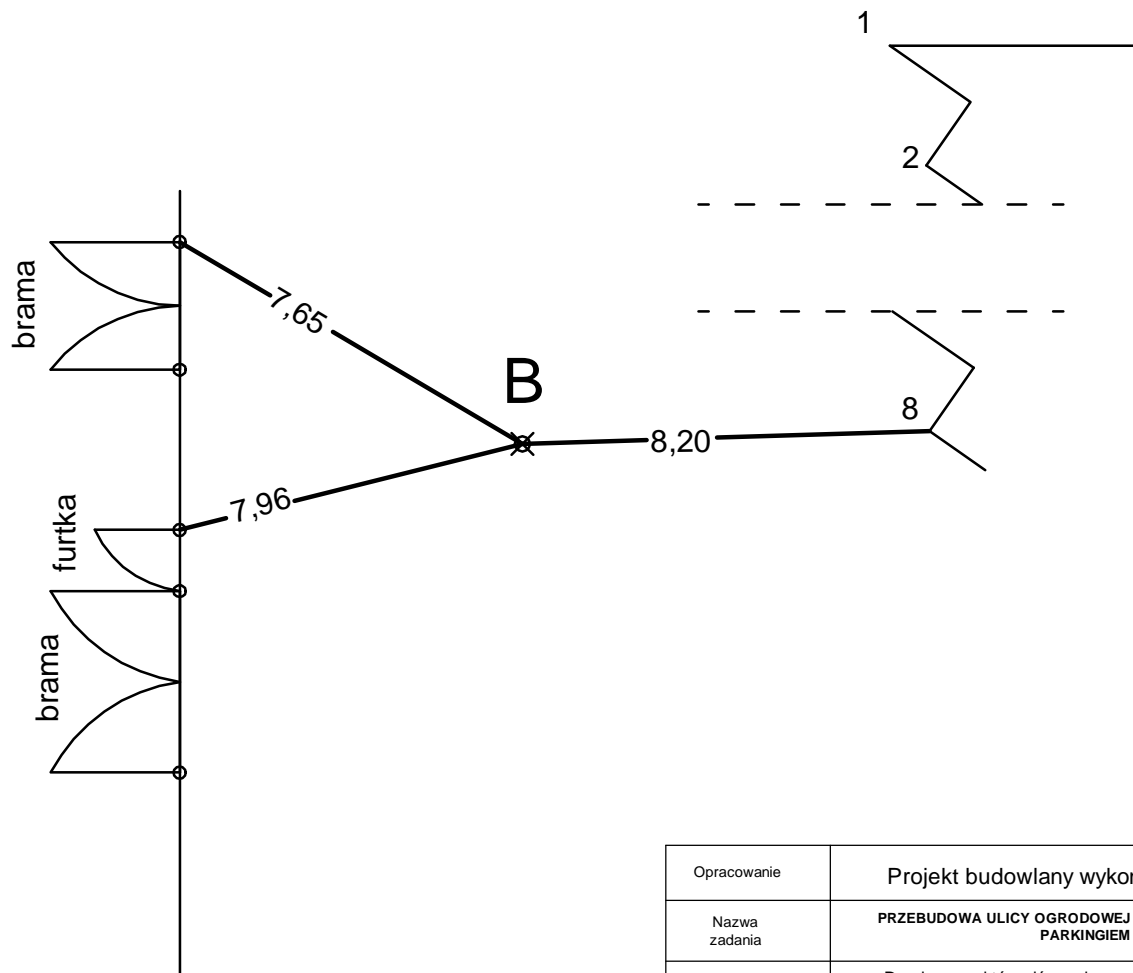 1
2
brama
7,65
B
8
8,20
7,96
furtka
brama
Opracowanie
Projekt budowlany wykon
Nazwa
zadania
PRZEBUDOWA ULICY OGRODOWEJ
PARKINGIEM